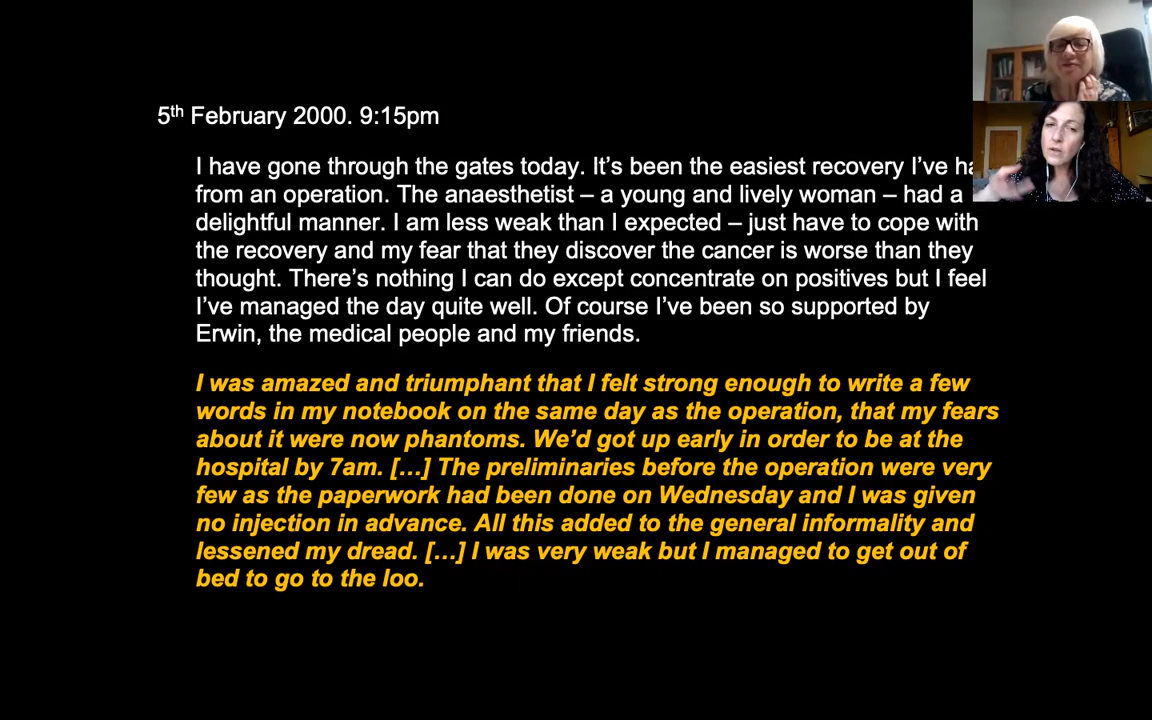 5th February 2000. 9:15pm
I have gone through the gates today. It’s been the easiest recovery I’ve
from an operation. The anaesthetist – a young and lively woman – had a
delightful manner. I am less weak than I expected – just have to cope with
the recovery and my fear that they discover the cancer is worse than they
thought. There’s nothing I can do except concentrate on positives but I feel
I’ve managed the day quite well. Of course I’ve been so supported by
Erwin, the medical people and my friends.
I was amazed and triumphant that I felt strong enough to write a few
words in my notebook on the same day as the operation, that my fears
about it were now phantoms. We’d got up early in order to be at the
hospital by 7am. […] The preliminaries before the operation were very
few as the paperwork had been done on Wednesday and I was given
no injection in advance. All this added to the general informality and
lessened my dread. […] I was very weak but I managed to get out of
bed to go to the loo.